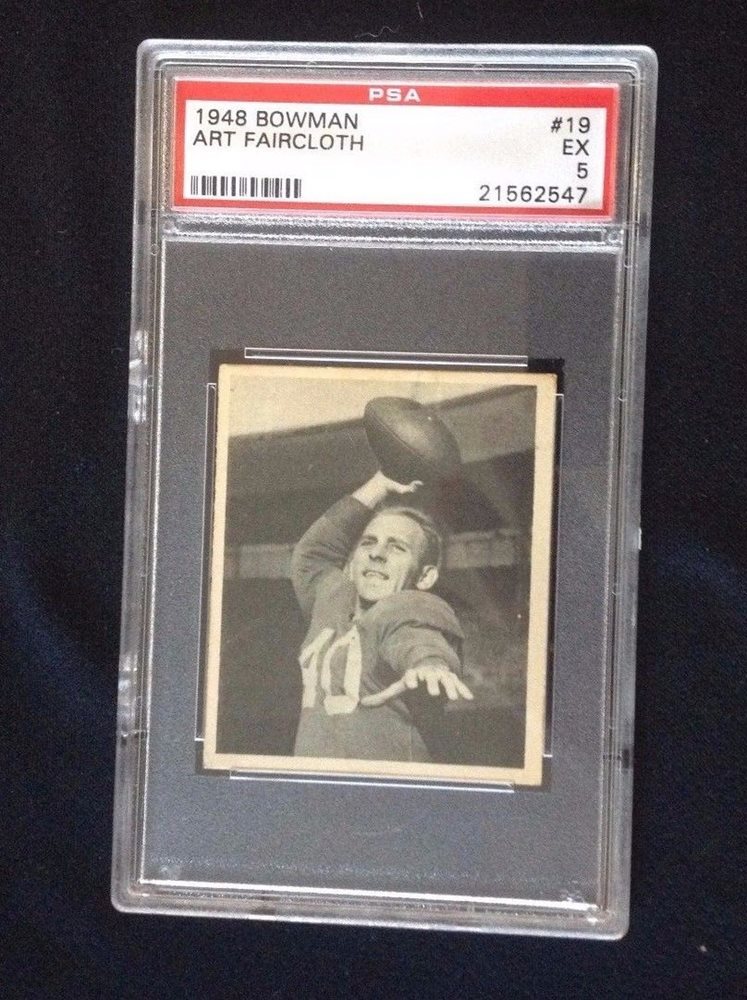 PSA
1948 BOWMAN #19
ART FAIRCLOTH EX
5
21562547
10